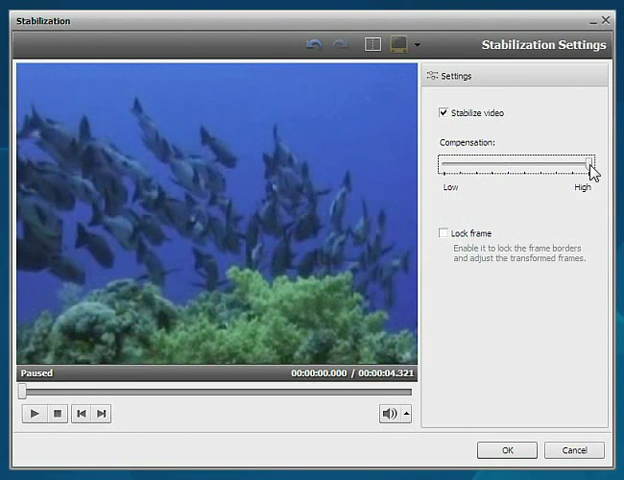 Stabilization
Stabilization Settings
Settings
Stabilize video
Compensation:
Low High
Lock frame
Enable it to lock the frame borders
and adjust the transformed frames.
Paused 00:00:00.000 / 00:00:04.321
OK Cancel